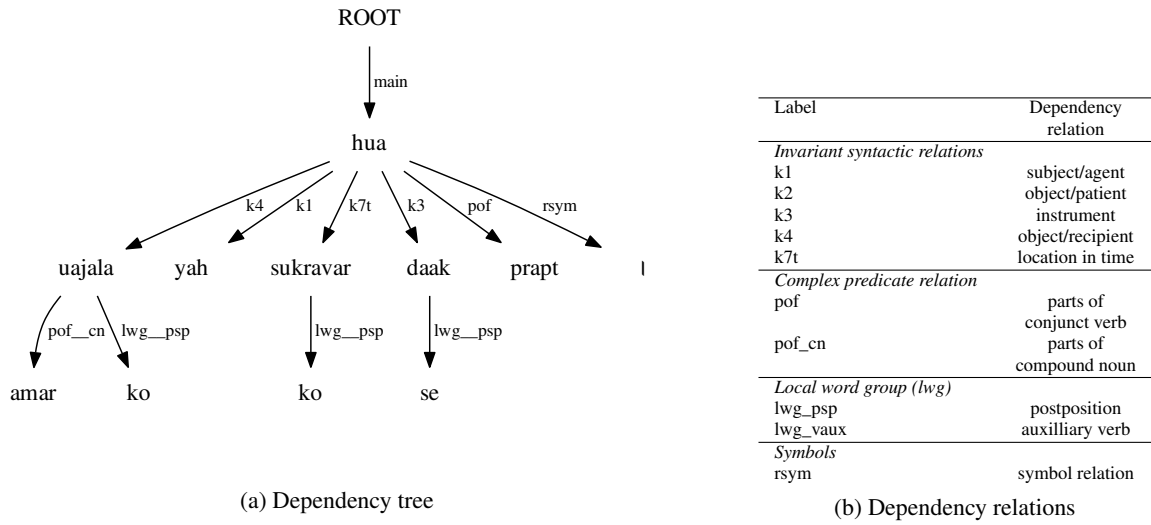 ROOT
main
hua
k4 k1 k7t k3 pof rsym
uajala yah sukravar daak prapt ।
pof__cn lwg__psp lwg__psp lwg__psp
amar ko ko se
(a) Dependency tree
Label Dependency
relation
Invariant syntactic relations
k1 subject/agent
k2 object/patient
k3 instrument
k4 object/recipient
k7t location in time
Complex predicate relation
pof parts of
conjunct verb
pof_cn parts of
compound noun
Local word group (lwg)
lwg_psp postposition
lwg_vaux auxilliary verb
Symbols
rsym symbol relation
(b) Dependency relations